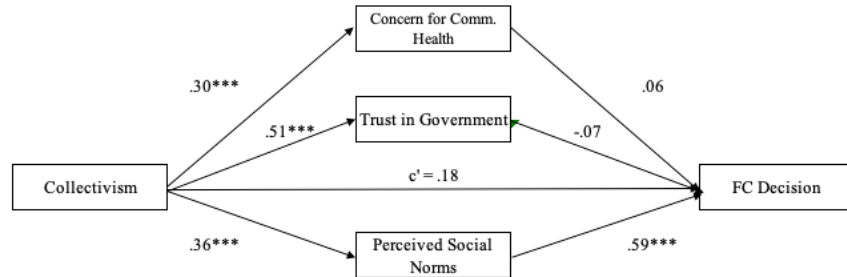 Concern for Comm.
Health
.30***
.06
Trust in Government
.51***
-.07
Collectivism
c' = .18
FC Decision
.36***
Perceived Social
Norms
.59***